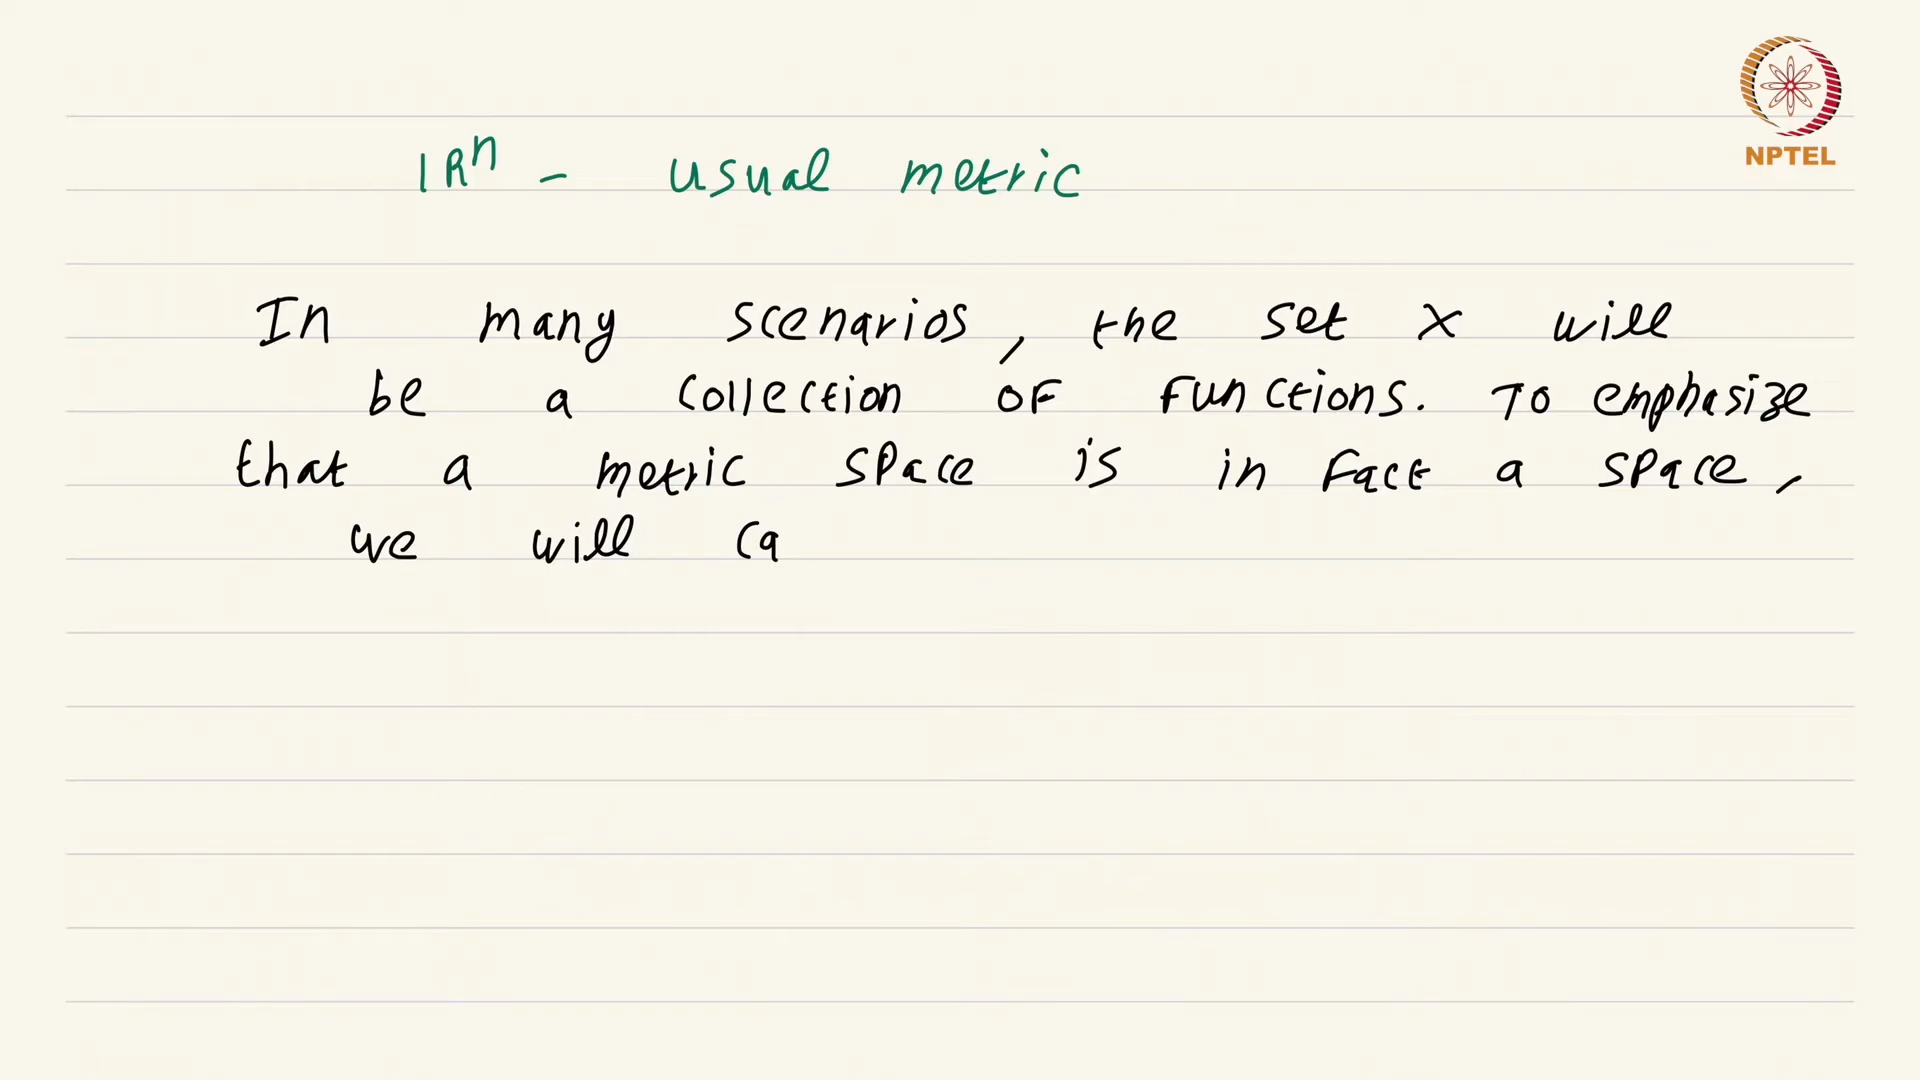 NPTEL
ℝⁿ - usual metric
In many scenarios, the set X will
be a collection of functions. To emphasize
that a metric space is in fact a space,
we will ca